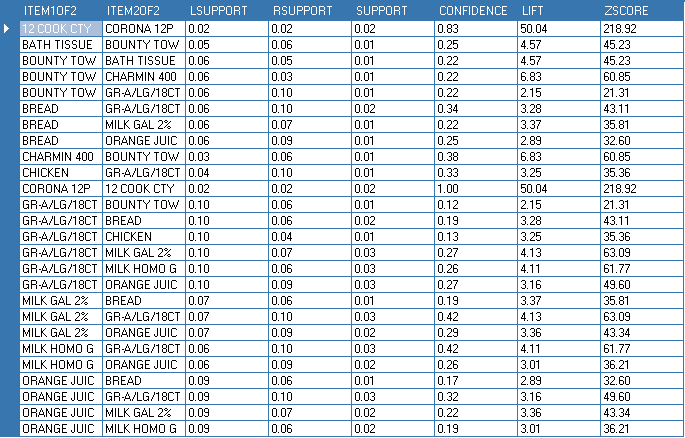 ITEM1OF2 ITEM2OF2 LSUPPORT RSUPPORT SUPPORT CONFIDENCE LIFT ZSCORE
12 COOK CTY CORONA 12P 0.02 0.02 0.02 0.83 50.04 218.92
BATH TISSUE BOUNTY TOW 0.05 0.06 0.01 0.25 4.57 45.23
BOUNTY TOW BATH TISSUE 0.06 0.05 0.01 0.22 4.57 45.23
BOUNTY TOW CHARMIN 400 0.06 0.03 0.01 0.22 6.83 60.85
BOUNTY TOW GR-A/LG/18CT 0.06 0.10 0.01 0.22 2.15 21.31
BREAD GR-A/LG/18CT 0.06 0.10 0.02 0.34 3.28 43.11
BREAD MILK GAL 2% 0.06 0.07 0.01 0.22 3.37 35.81
BREAD ORANGE JUIC 0.06 0.09 0.01 0.25 2.89 32.60
CHARMIN 400 BOUNTY TOW 0.03 0.06 0.01 0.38 6.83 60.85
CHICKEN GR-A/LG/18CT 0.04 0.10 0.01 0.33 3.25 35.36
CORONA 12P 12 COOK CTY 0.02 0.02 0.02 1.00 50.04 218.92
GR-A/LG/18CT BOUNTY TOW 0.10 0.06 0.01 0.12 2.15 21.31
GR-A/LG/18CT BREAD 0.10 0.06 0.02 0.19 3.28 43.11
GR-A/LG/18CT CHICKEN 0.10 0.04 0.01 0.13 3.25 35.36
GR-A/LG/18CT MILK GAL 2% 0.10 0.07 0.03 0.27 4.13 63.09
GR-A/LG/18CT MILK HOMO G 0.10 0.06 0.03 0.26 4.11 61.77
GR-A/LG/18CT ORANGE JUIC 0.10 0.09 0.03 0.27 3.16 49.60
MILK GAL 2% BREAD 0.07 0.06 0.01 0.19 3.37 35.81
MILK GAL 2% GR-A/LG/18CT 0.07 0.10 0.03 0.42 4.13 63.09
MILK GAL 2% ORANGE JUIC 0.07 0.09 0.02 0.29 3.36 43.34
MILK HOMO G GR-A/LG/18CT 0.06 0.10 0.03 0.42 4.11 61.77
MILK HOMO G ORANGE JUIC 0.06 0.09 0.02 0.26 3.01 36.21
ORANGE JUIC BREAD 0.09 0.06 0.01 0.17 2.89 32.60
ORANGE JUIC GR-A/LG/18CT 0.09 0.10 0.03 0.32 3.16 49.60
ORANGE JUIC MILK GAL 2% 0.09 0.07 0.02 0.22 3.36 43.34
ORANGE JUIC MILK HOMO G 0.09 0.06 0.02 0.19 3.01 36.21